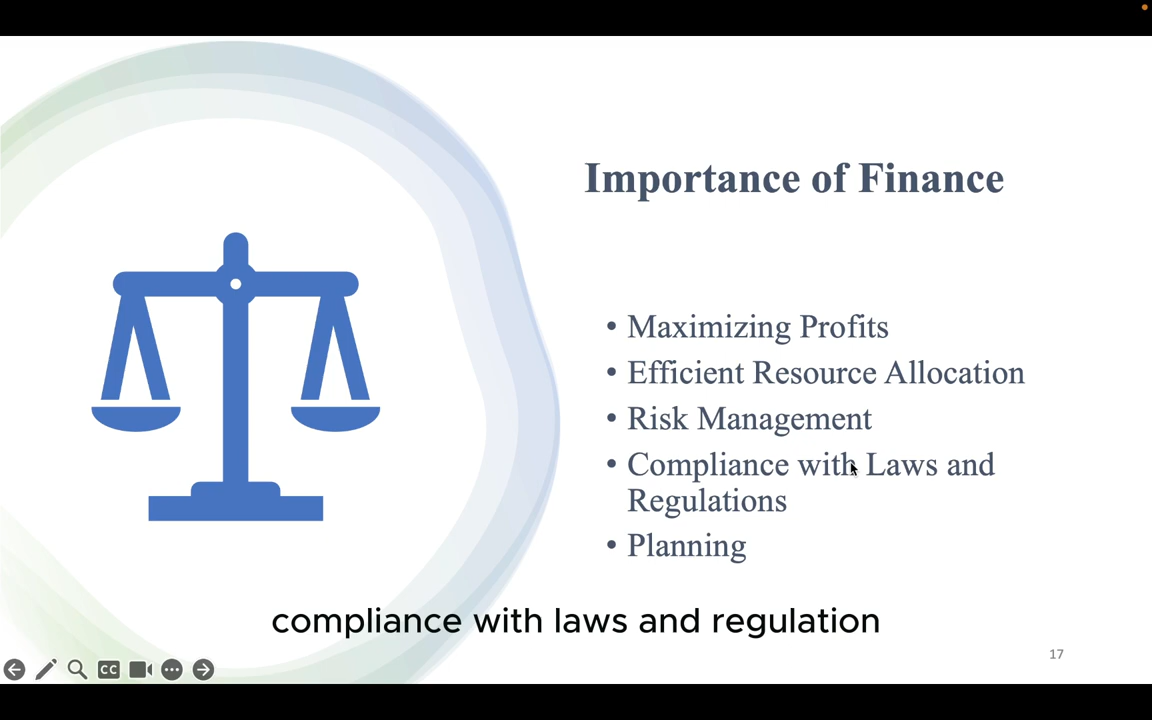 Importance of Finance
• Maximizing Profits
• Efficient Resource Allocation
• Risk Management
• Compliance with Laws and
Regulations
• Planning
compliance with laws and regulation
17
CC